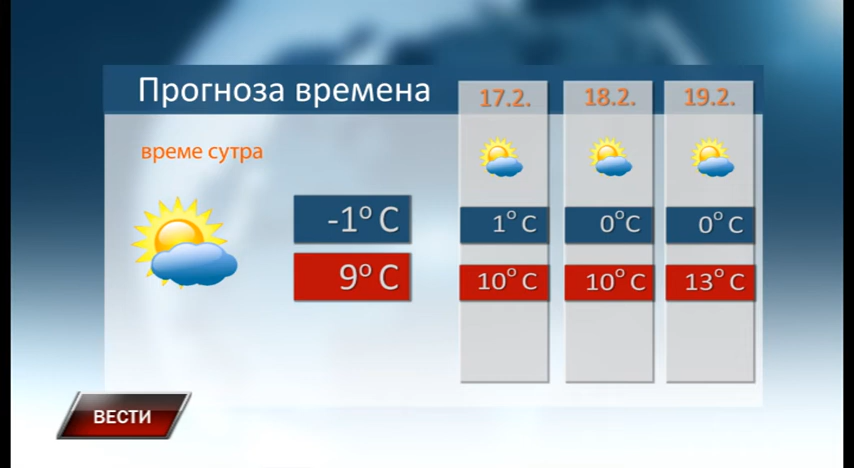 Прогноза времена
време сутра
-1° C
9° C
17.2.
1° C
10° C
18.2.
0°C
10° C
19.2.
0° C
13° C
ВЕСТИ